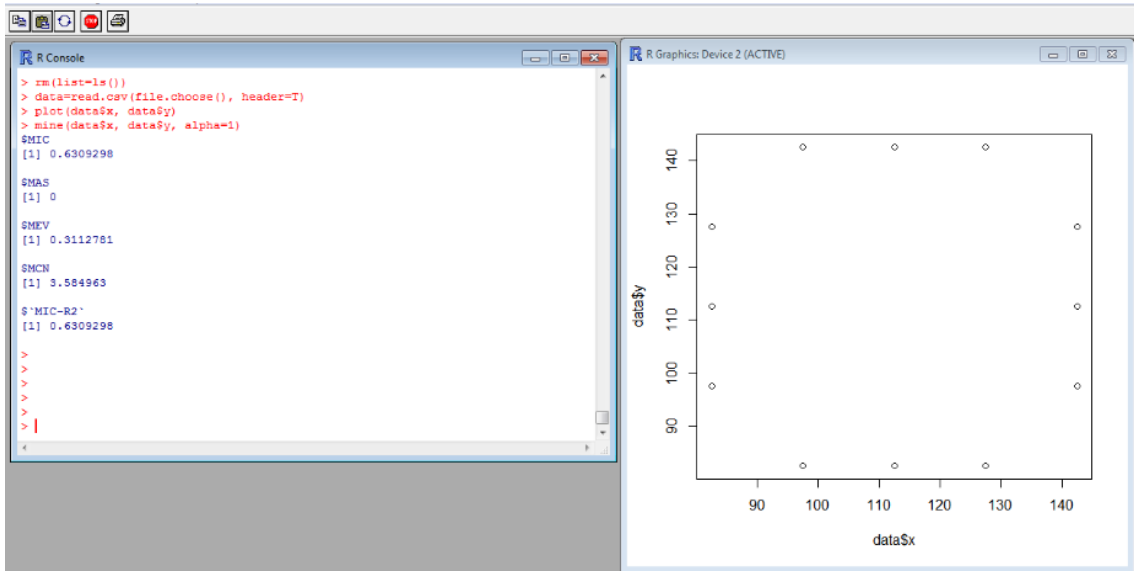 R Console
> rm(list=ls())
> data=read.csv(file.choose(), header=T)
> plot(data$x, data$y)
> mine(data$x, data$y, alpha=1)
$MIC
[1] 0.6309298
$MAS
[1] 0
$MEV
[1] 0.3112781
$MCN
[1] 3.584963
$`MIC-R2`
[1] 0.6309298
>
>
>
>
>
>
R Graphics: Device 2 (ACTIVE)
140
130
120
110
100
90
data$y
90 100 110 120 130 140
data$x
STOP